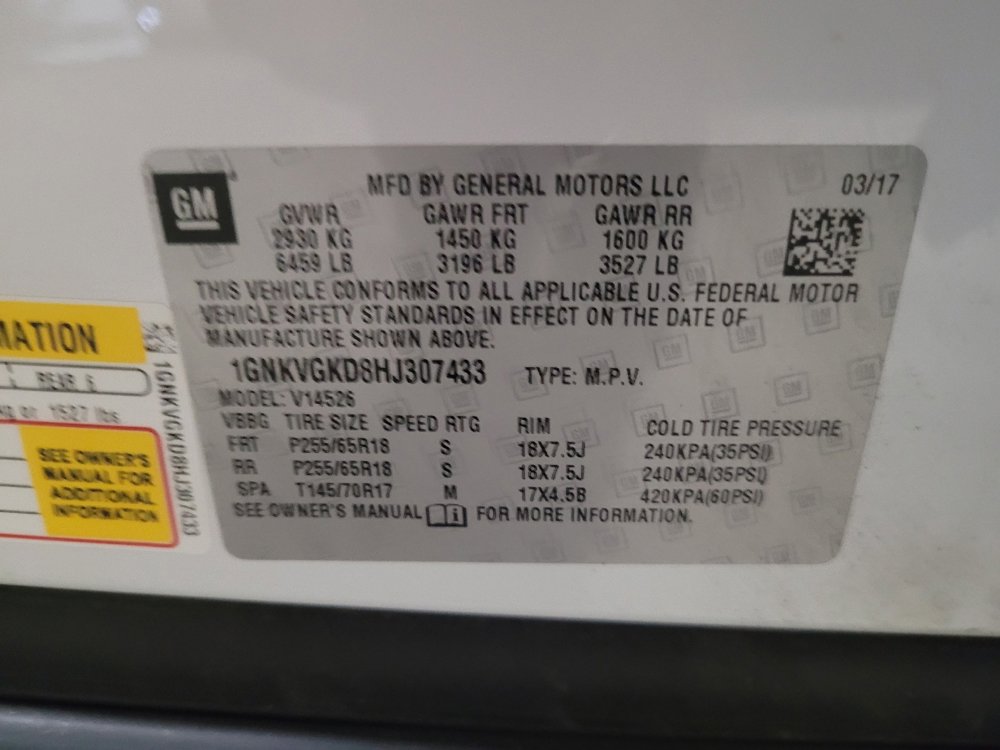 GM
MFD BY GENERAL MOTORS LLC 03/17
GVWR GAWR FRT GAWR RR
2930 KG 1450 KG 1600 KG
6459 LB 3196 LB 3527 LB
THIS VEHICLE CONFORMS TO ALL APPLICABLE U.S. FEDERAL MOTOR
VEHICLE SAFETY STANDARDS IN EFFECT ON THE DATE OF
MANUFACTURE SHOWN ABOVE.
1GNKVGKD8HJ307433 TYPE: M.P.V.
MODEL: V14526
VBBG TIRE SIZE SPEED RTG RIM COLD TIRE PRESSURE
FRT P255/65R18 S 18X7.5J 240KPA(35PSI)
RR P255/65R18 S 18X7.5J 240KPA(35PSI)
SPA T145/70R17 M 17X4.5B 420KPA(60PSI)
SEE OWNER'S MANUAL FOR MORE INFORMATION.
MATION
REAR
1527 lbs
SEE OWNER'S
MANUAL FOR
ADDITIONAL
INFORMATION
1GNKVGKD8HJ307433